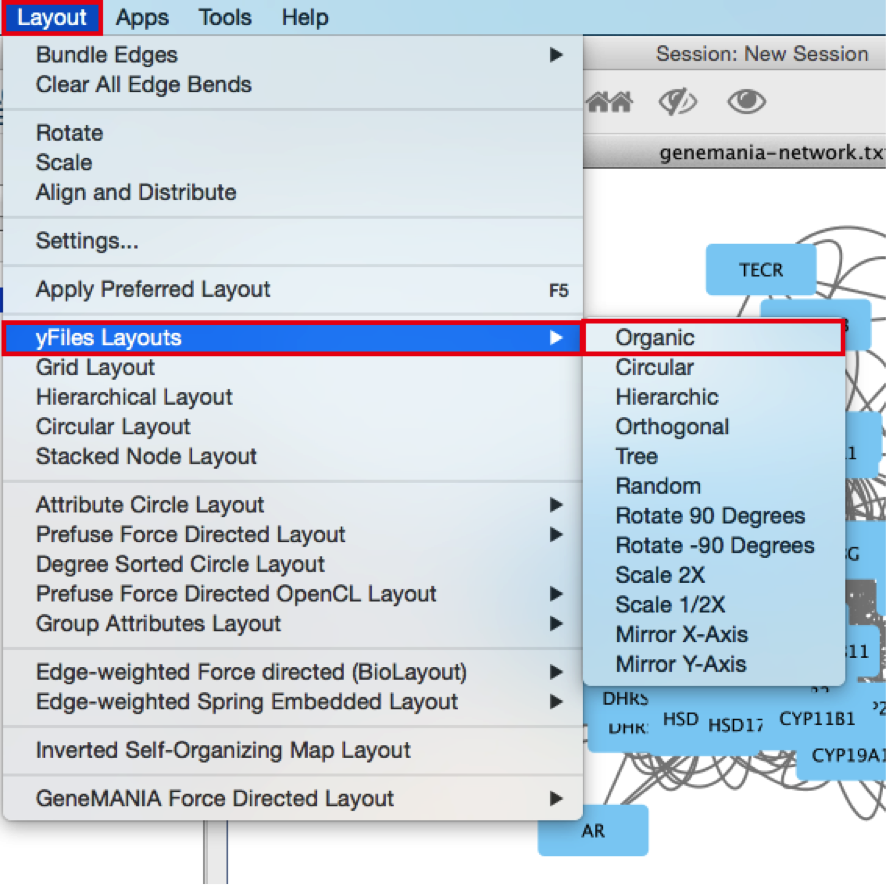 Layout Apps Tools Help
Bundle Edges
Clear All Edge Bends
Rotate
Scale
Align and Distribute
Settings...
Apply Preferred Layout F5
yFiles Layouts
Grid Layout
Hierarchical Layout
Circular Layout
Stacked Node Layout
Attribute Circle Layout
Prefuse Force Directed Layout
Degree Sorted Circle Layout
Prefuse Force Directed OpenCL Layout
Group Attributes Layout
Edge-weighted Force directed (BioLayout)
Edge-weighted Spring Embedded Layout
Inverted Self-Organizing Map Layout
GeneMANIA Force Directed Layout
Organic
Circular
Hierarchic
Orthogonal
Tree
Random
Rotate 90 Degrees
Rotate -90 Degrees
Scale 2X
Scale 1/2X
Mirror X-Axis
Mirror Y-Axis
Session: New Session
genemania-network.tx
TECR
DHRS
HSD
HSD17
CYP11B1
CYP19A1
AR